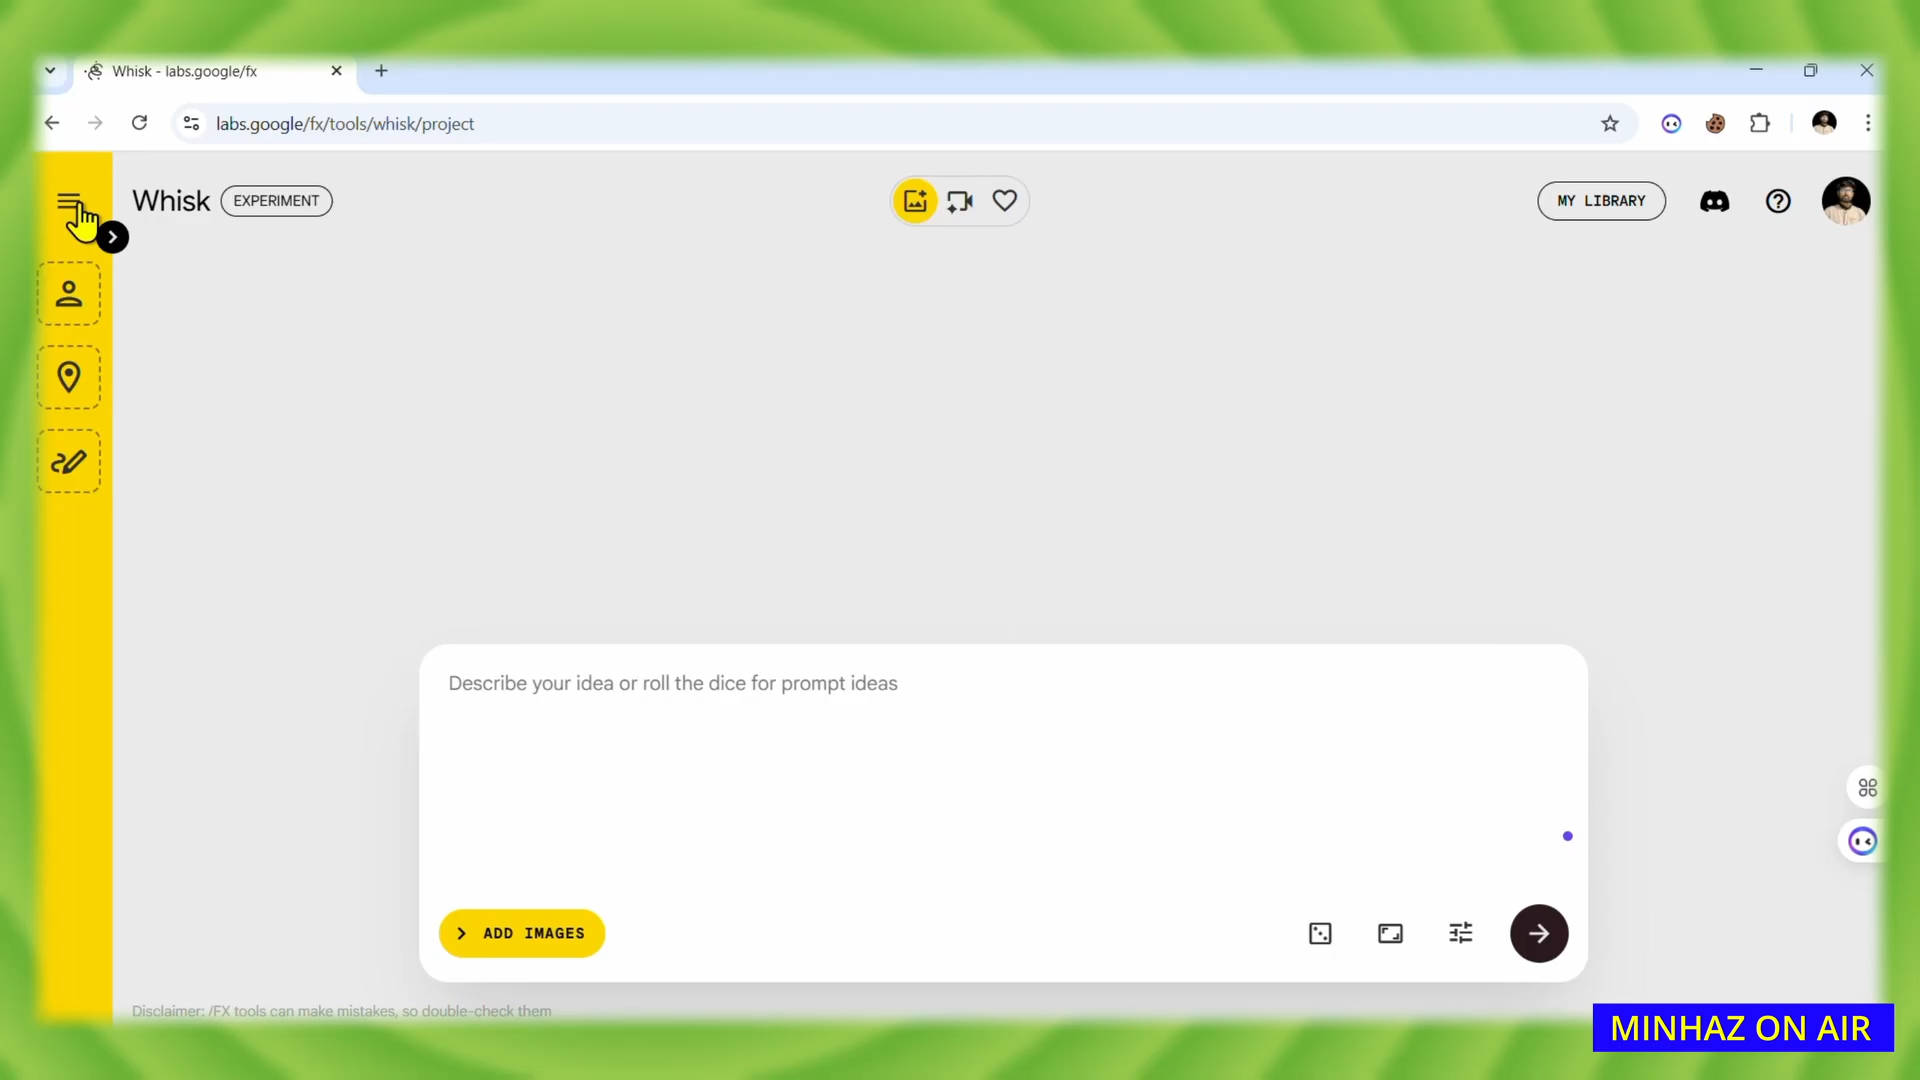 Whisk - labs.google/fx
labs.google/fx/tools/whisk/project
Whisk EXPERIMENT
MY LIBRARY
Describe your idea or roll the dice for prompt ideas
ADD IMAGES
Disclaimer: /FX tools can make mistakes, so double-check them
MINHAZ ON AIR